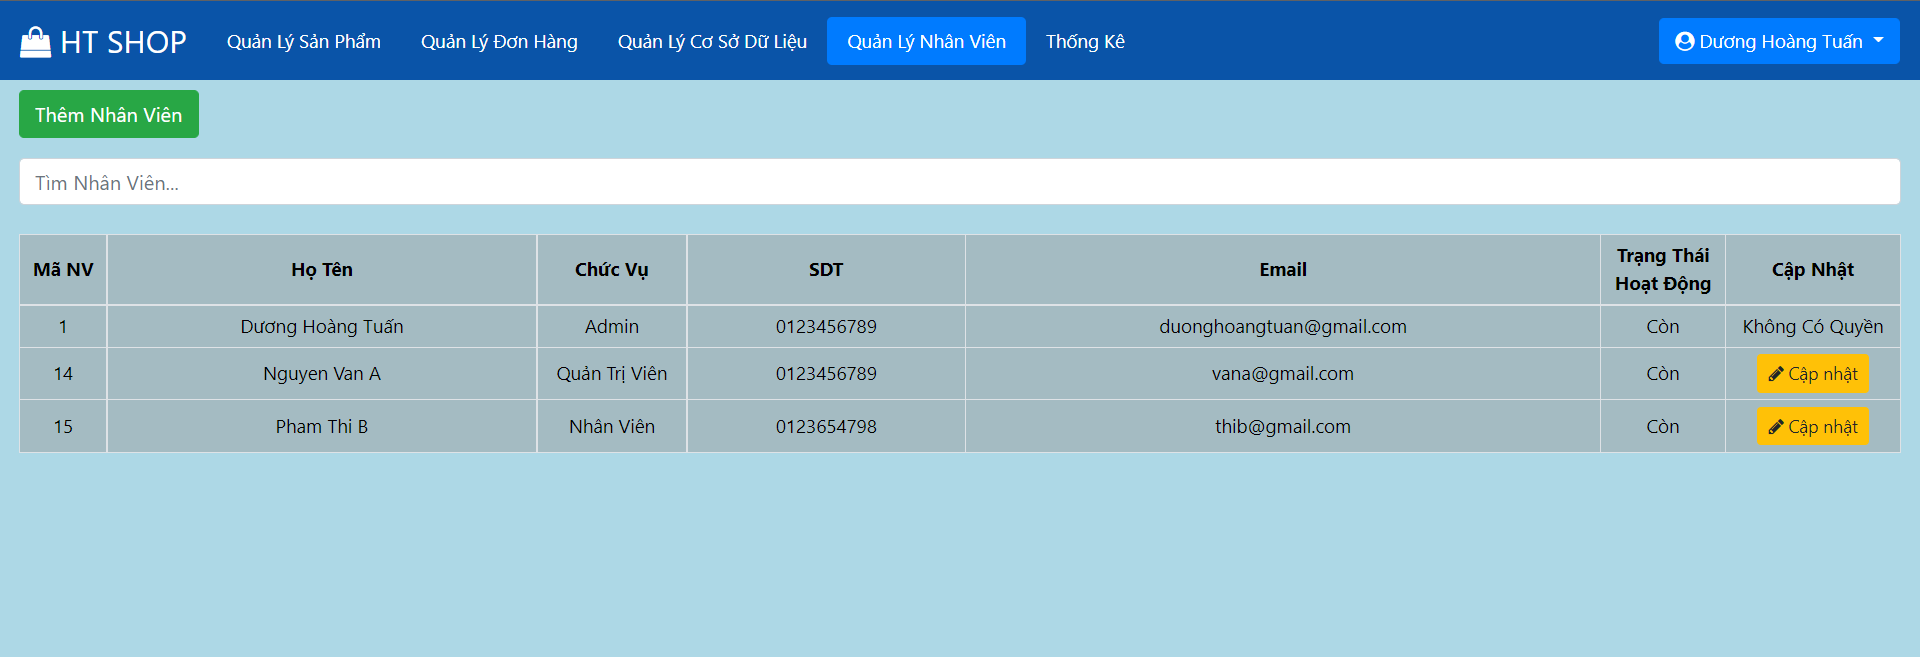 HT SHOP Quản Lý Sản Phẩm Quản Lý Đơn Hàng Quản Lý Cơ Sở Dữ Liệu Quản Lý Nhân Viên Thống Kê Dương Hoàng Tuấn
Thêm Nhân Viên
Tìm Nhân Viên...
Mã NV Họ Tên Chức Vụ SDT Email Trạng Thái Hoạt Động Cập Nhật
1 Dương Hoàng Tuấn Admin 0123456789 duonghoangtuan@gmail.com Còn Không Có Quyền
14 Nguyen Van A Quản Trị Viên 0123456789 vana@gmail.com Còn Cập nhật
15 Pham Thi B Nhân Viên 0123654798 thib@gmail.com Còn Cập nhật